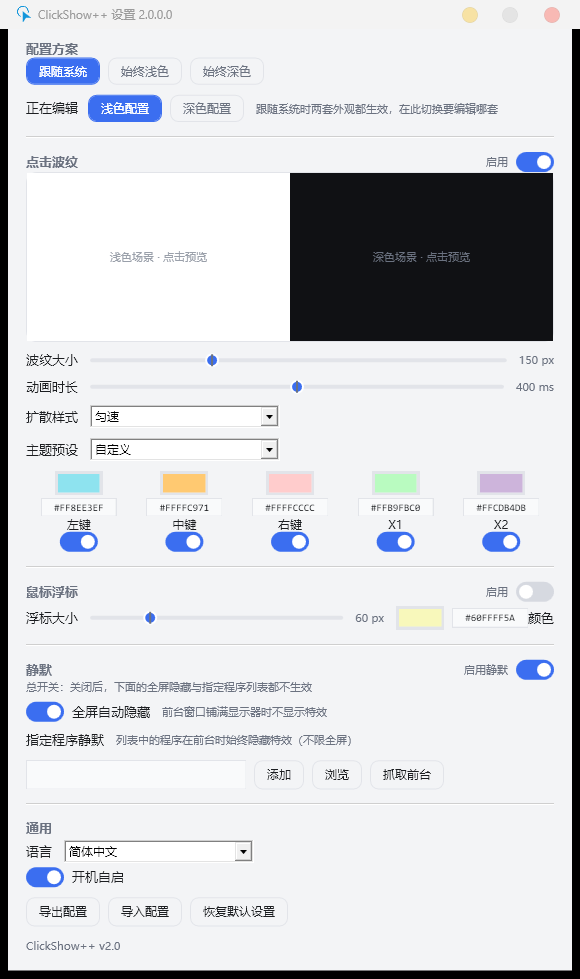 ClickShow++ 设置 2.0.0.0
配置方案
跟随系统 始终浅色 始终深色
正在编辑 浅色配置 深色配置 跟随系统时两套外观都生效，在此切换要编辑哪套
点击波纹 启用
浅色场景 · 点击预览 深色场景 · 点击预览
波纹大小 150 px
动画时长 400 ms
扩散样式 匀速
主题预设 自定义
#FF8EE3EF #FFFFC971 #FFFFCCCC #FFB9FBC0 #FFCDB4DB
左键 中键 右键 X1 X2
鼠标浮标 启用
浮标大小 60 px #60FFFF5A 颜色
静默 启用静默
总开关：关闭后，下面的全屏隐藏与指定程序列表都不生效
全屏自动隐藏 前台窗口铺满显示器时不显示特效
指定程序静默 列表中的程序在前台时始终隐藏特效（不限全屏）
添加 浏览 抓取前台
通用
语言 简体中文
开机自启
导出配置 导入配置 恢复默认设置
ClickShow++ v2.0